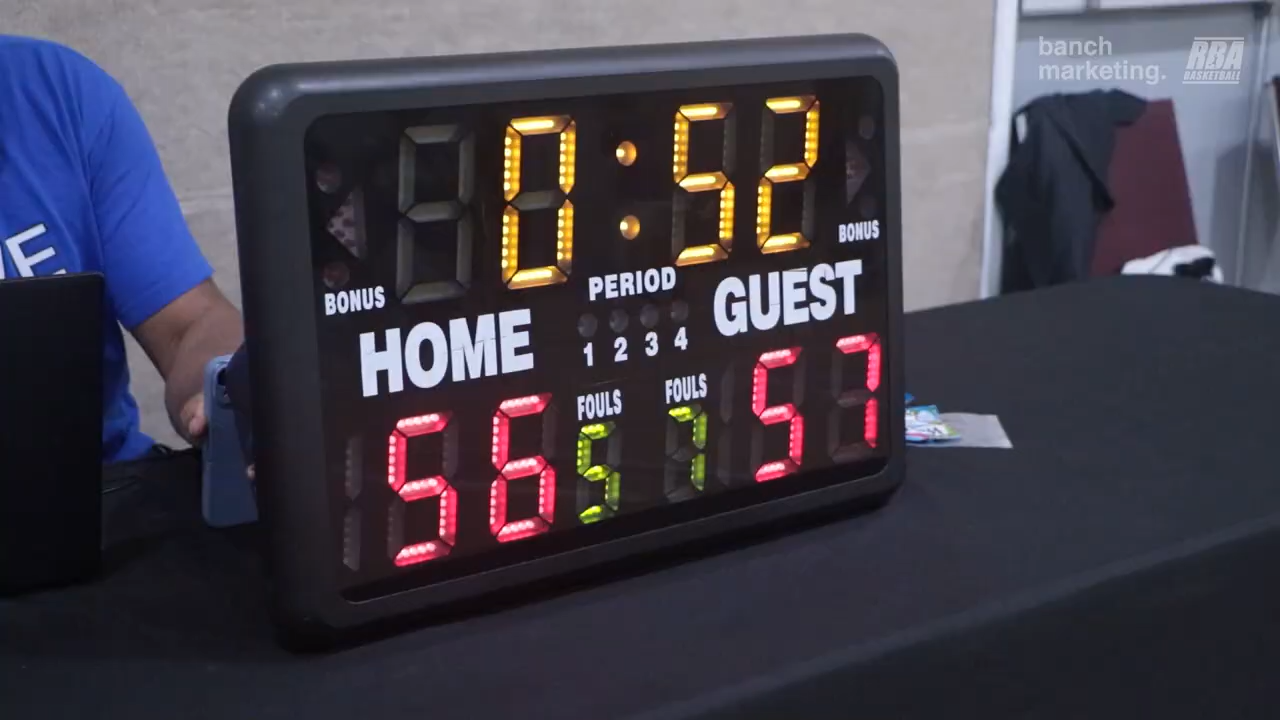 banch
marketing.
RBA
BASKETBALL
0:52
BONUS
BONUS
PERIOD
HOME
GUEST
1 2 3 4
FOULS
FOULS
56
5
7
57